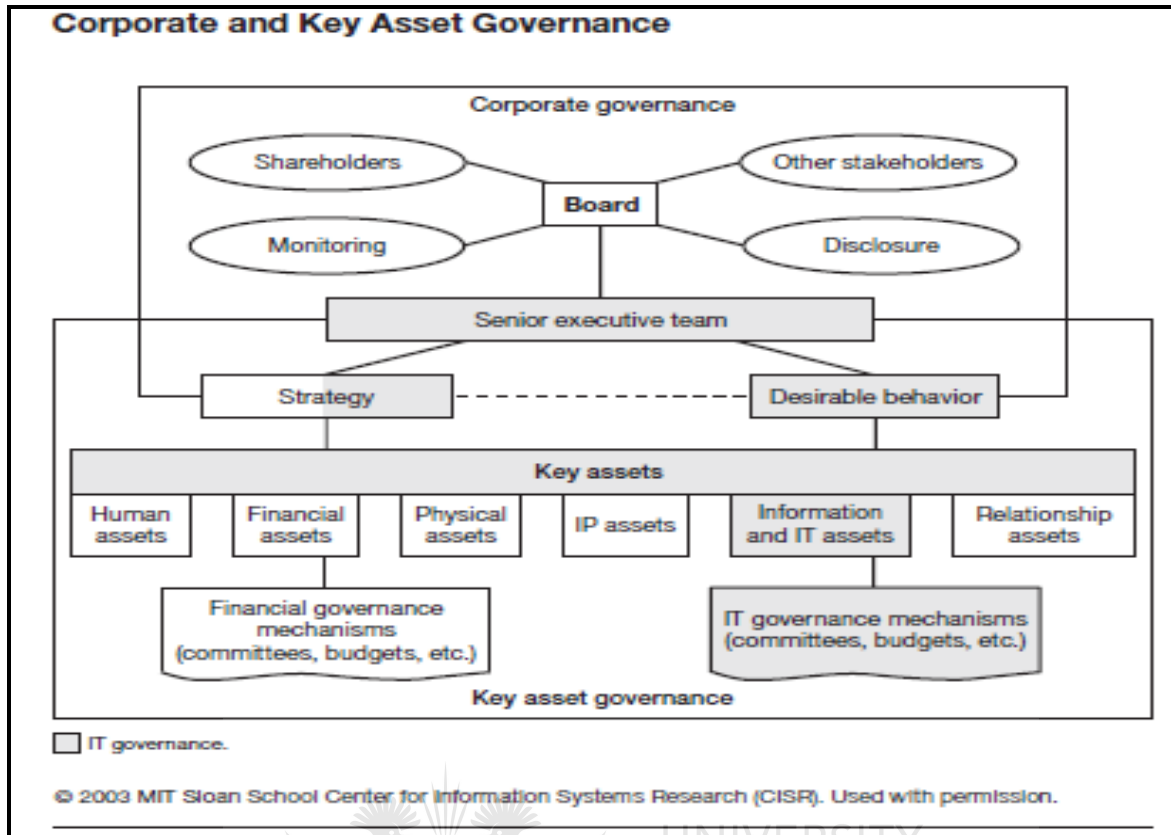 Corporate and Key Asset Governance
Corporate governance
Shareholders
Other stakeholders
Board
Monitoring
Disclosure
Senior executive team
Strategy
Desirable behavior
Key assets
Human
assets
Financial
assets
Physical
assets
IP assets
Information
and IT assets
Relationship
assets
Financial governance
mechanisms
(committees, budgets, etc.)
IT governance mechanisms
(committees, budgets, etc.)
Key asset governance
IT governance.
© 2003 MIT Sloan School Center for Information Systems Research (CISR). Used with permission.
UNIVERSITY